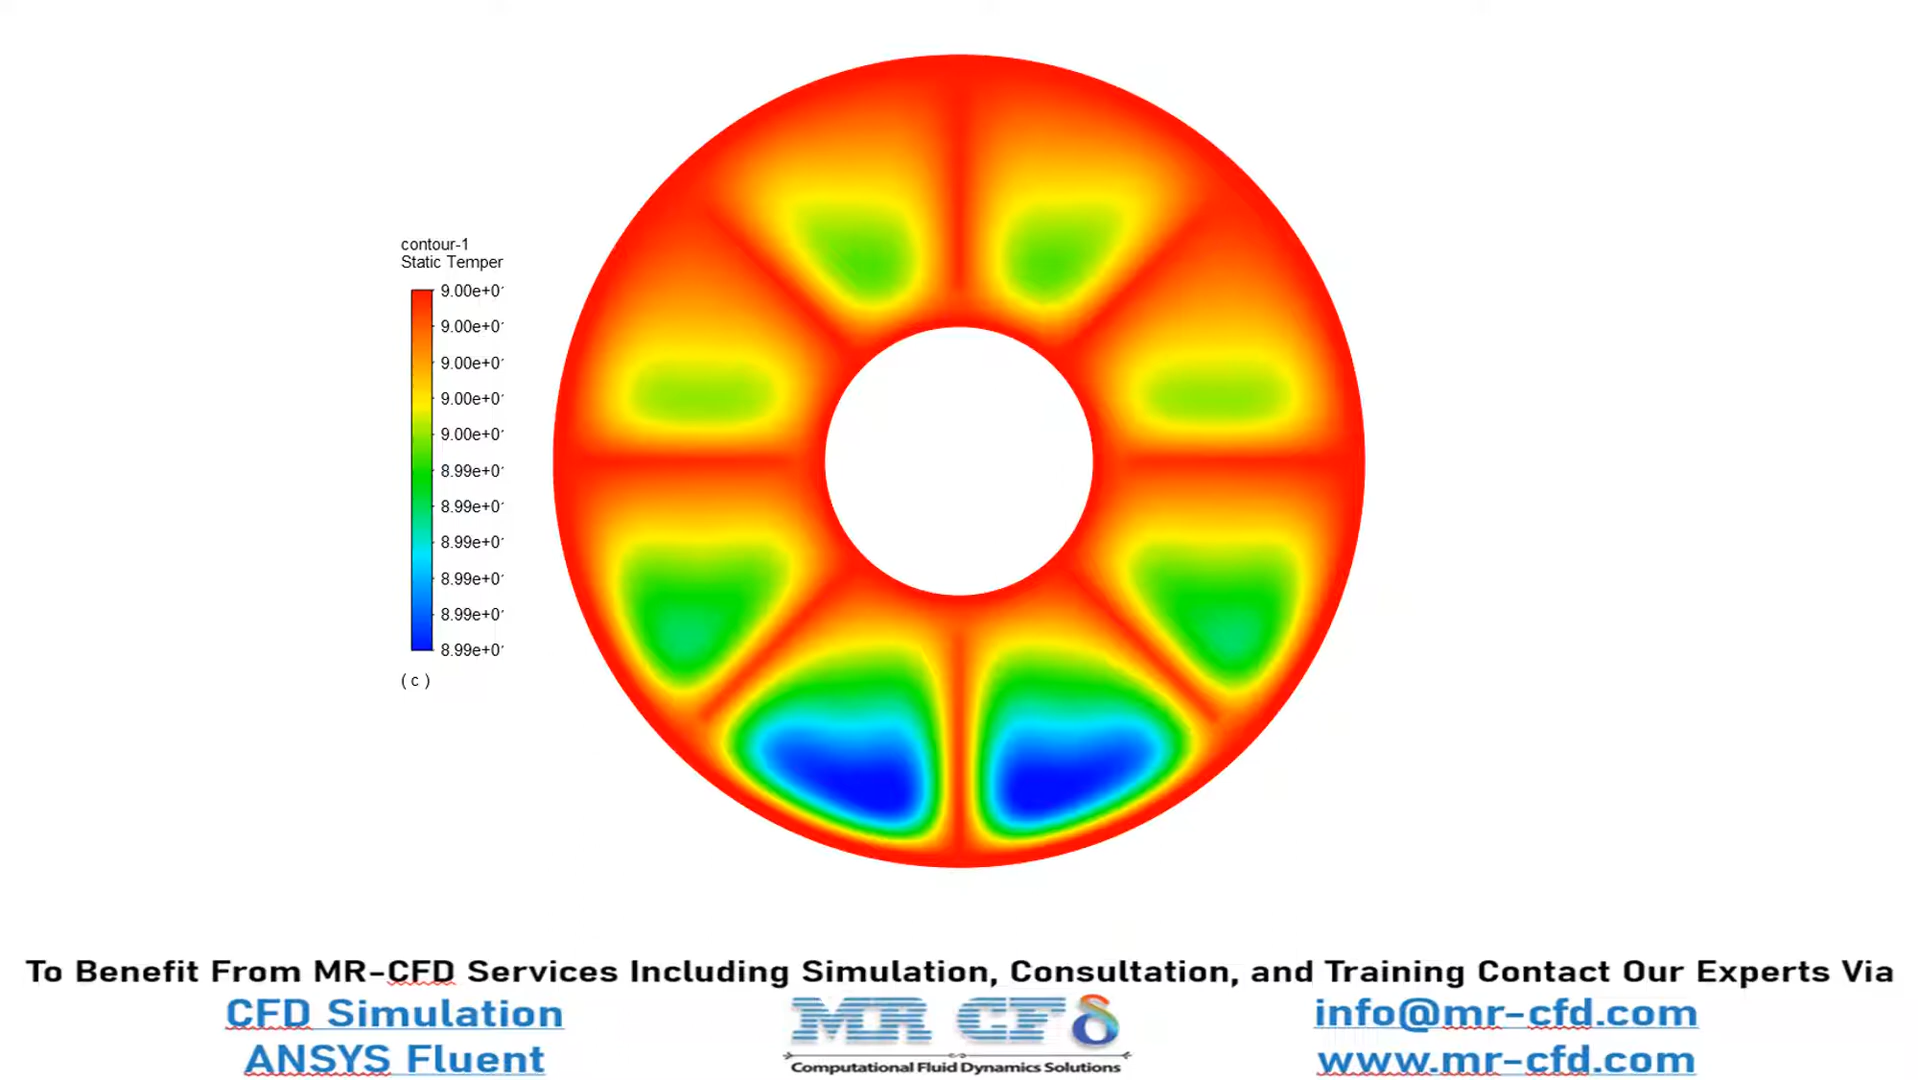 contour-1
Static Temper
9.00e+0
9.00e+0
9.00e+0
9.00e+0
9.00e+0
8.99e+0
8.99e+0
8.99e+0
8.99e+0
8.99e+0
8.99e+0
( c )
To Benefit From MR-CFD Services Including Simulation, Consultation, and Training Contact Our Experts Via
CFD Simulation
ANSYS Fluent
MR CFδ
Computational Fluid Dynamics Solutions
info@mr-cfd.com
www.mr-cfd.com